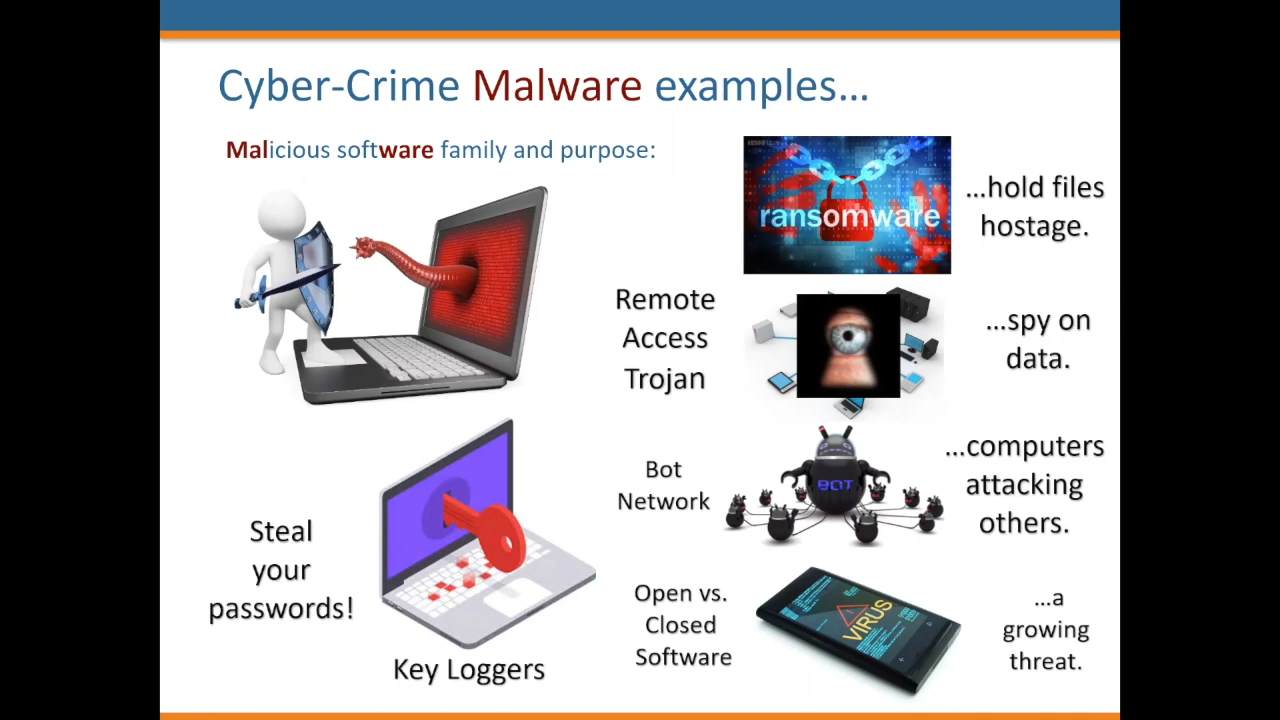 Cyber-Crime Malware examples...
Malicious software family and purpose:
ransomware
...hold files
hostage.
Remote
Access
Trojan
...spy on
data.
Bot
Network
BOT
...computers
attacking
others.
Steal
your
passwords!
Key Loggers
Open vs.
Closed
Software
VIRUS
...a
growing
threat.